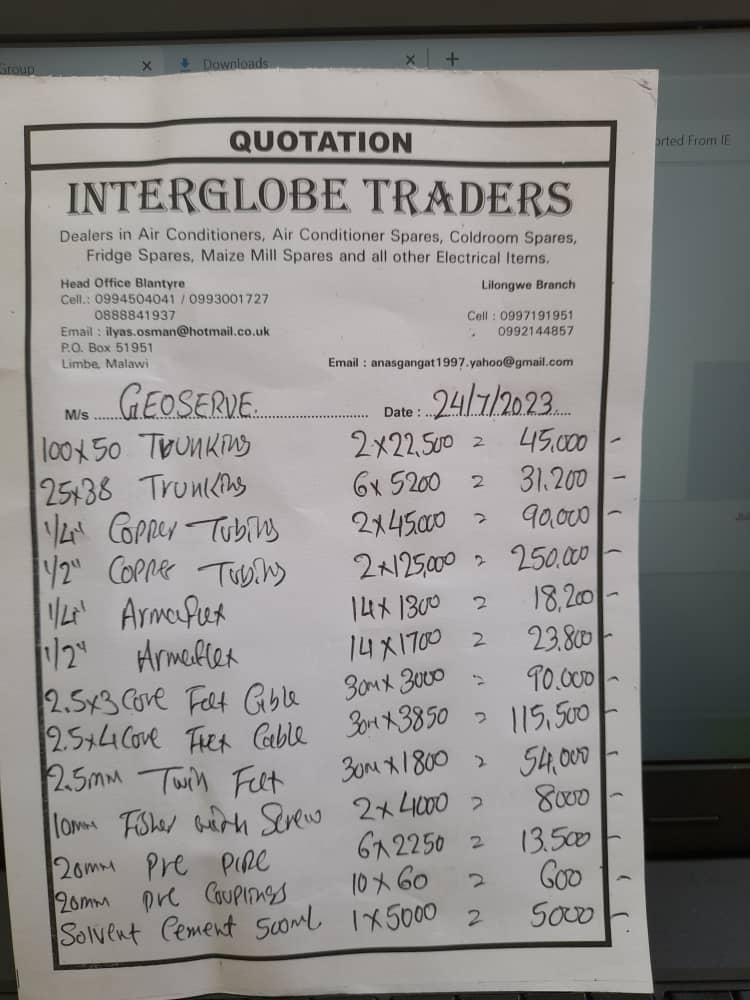 Group
Downloads
orted From IE
QUOTATION
INTERGLOBE TRADERS
Dealers in Air Conditioners, Air Conditioner Spares, Coldroom Spares,
Fridge Spares, Maize Mill Spares and all other Electrical Items.
Head Office Blantyre
Cell.: 0994504041 / 0993001727
0888841937
Email : ilyas.osman@hotmail.co.uk
P.O. Box 51951
Limbe, Malawi
Lilongwe Branch
Cell : 0997191951
0992144857
Email : anasgangat1997.yahoo@gmail.com
M/s GEOSERVE. Date : 24/7/2023
100x50 Trunking 2x22,500 = 45,000 -
25x38 Trunking 6x 5200 = 31,200 -
1/4" Copper Tubing 2x45,000 = 90,000 -
1/2" Copper Tubing 2x125,000 = 250,000 -
1/4" Armaflex 14x1300 = 18,200 -
1/2" Armaflex 14x1700 = 23,800 -
2.5x3 Core Flex Cable 30mx3000 = 90,000 -
2.5x4 Core Flex Cable 30mx3850 = 115,500 -
2.5mm Twin Flex 30mx1800 = 54,000 -
10mm Fisher with Screw 2x4000 = 8000 -
20mm PVC PIPE 6x2250 = 13,500 -
20mm PVC Couplings 10x60 = 600 -
Solvent Cement 500ml 1x5000 = 5000 -